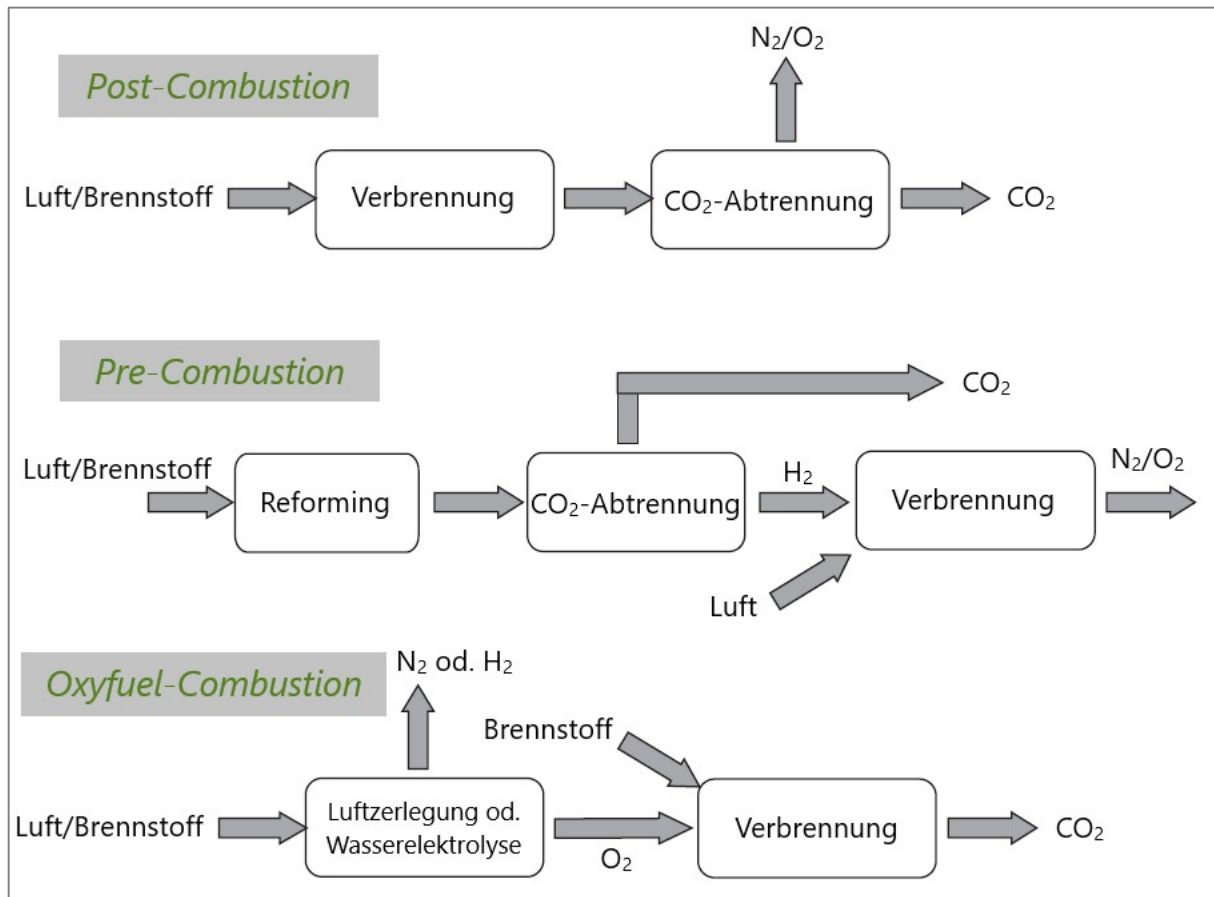 N₂/O₂
Post-Combustion
Luft/Brennstoff
Verbrennung
CO₂-Abtrennung
CO₂
Pre-Combustion
CO₂
Luft/Brennstoff
Reforming
CO₂-Abtrennung
H₂
Verbrennung
N₂/O₂
Luft
Oxyfuel-Combustion
N₂ od. H₂
Brennstoff
Luft/Brennstoff
Luftzerlegung od.
Wasserelektrolyse
O₂
Verbrennung
CO₂